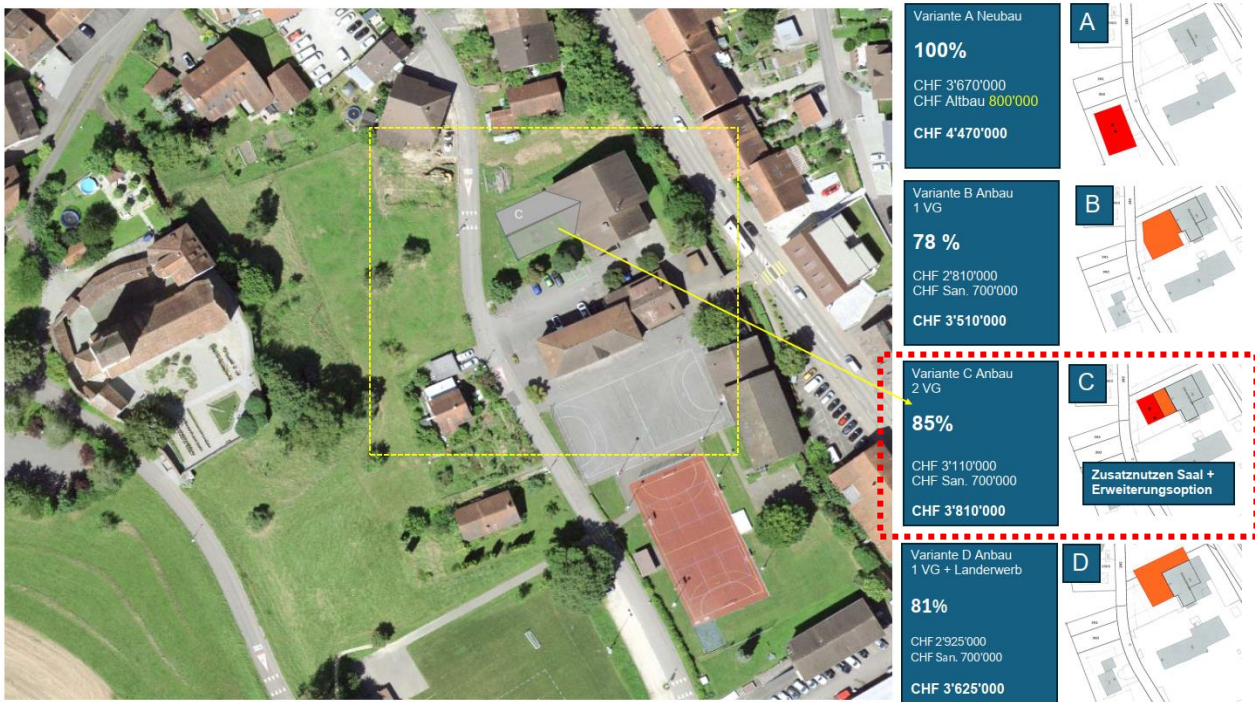 C
Variante A Neubau
100%
CHF 3'670'000
CHF Altbau 800'000
CHF 4'470'000
A
Variante B Anbau
1 VG
78 %
CHF 2'810'000
CHF San. 700'000
CHF 3'510'000
B
Variante C Anbau
2 VG
85%
CHF 3'110'000
CHF San. 700'000
CHF 3'810'000
C
Zusatznutzen Saal +
Erweiterungsoption
Variante D Anbau
1 VG + Landerwerb
81%
CHF 2'925'000
CHF San. 700'000
CHF 3'625'000
D